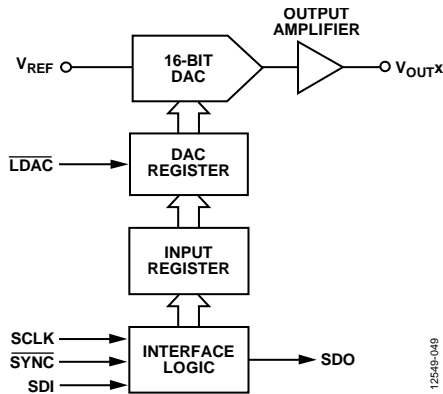 OUTPUT
AMPLIFIER
VREF
16-BIT
DAC
VOUTx
LDAC
DAC
REGISTER
INPUT
REGISTER
SCLK
SYNC
SDI
INTERFACE
LOGIC
SDO
12549-049